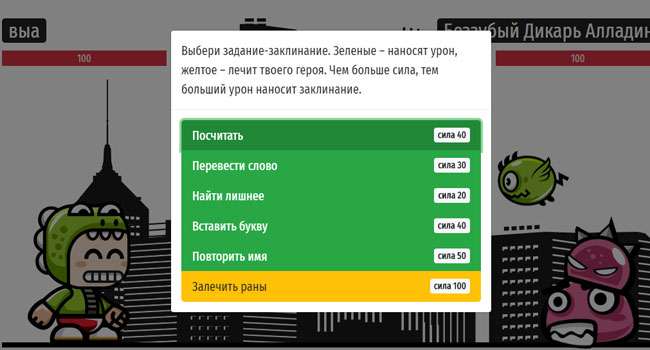 выа
Беззубый Дикарь Алладин
100
100
Выбери задание-заклинание. Зеленые – наносят урон,
желтое – лечит твоего героя. Чем больше сила, тем
больший урон наносит заклинание.
Посчитать сила 40
Перевести слово сила 30
Найти лишнее сила 20
Вставить букву сила 40
Повторить имя сила 50
Залечить раны сила 100